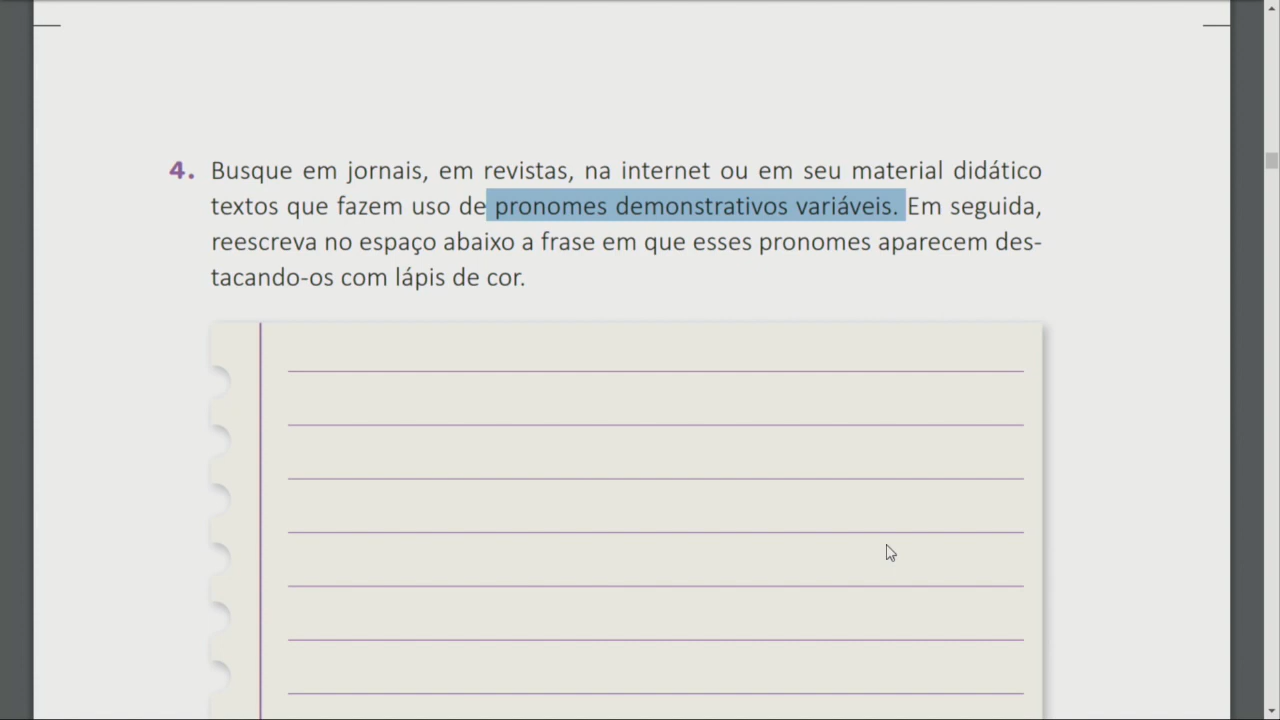 4. Busque em jornais, em revistas, na internet ou em seu material didático
textos que fazem uso de pronomes demonstrativos variáveis. Em seguida,
reescreva no espaço abaixo a frase em que esses pronomes aparecem des-
tacando-os com lápis de cor.